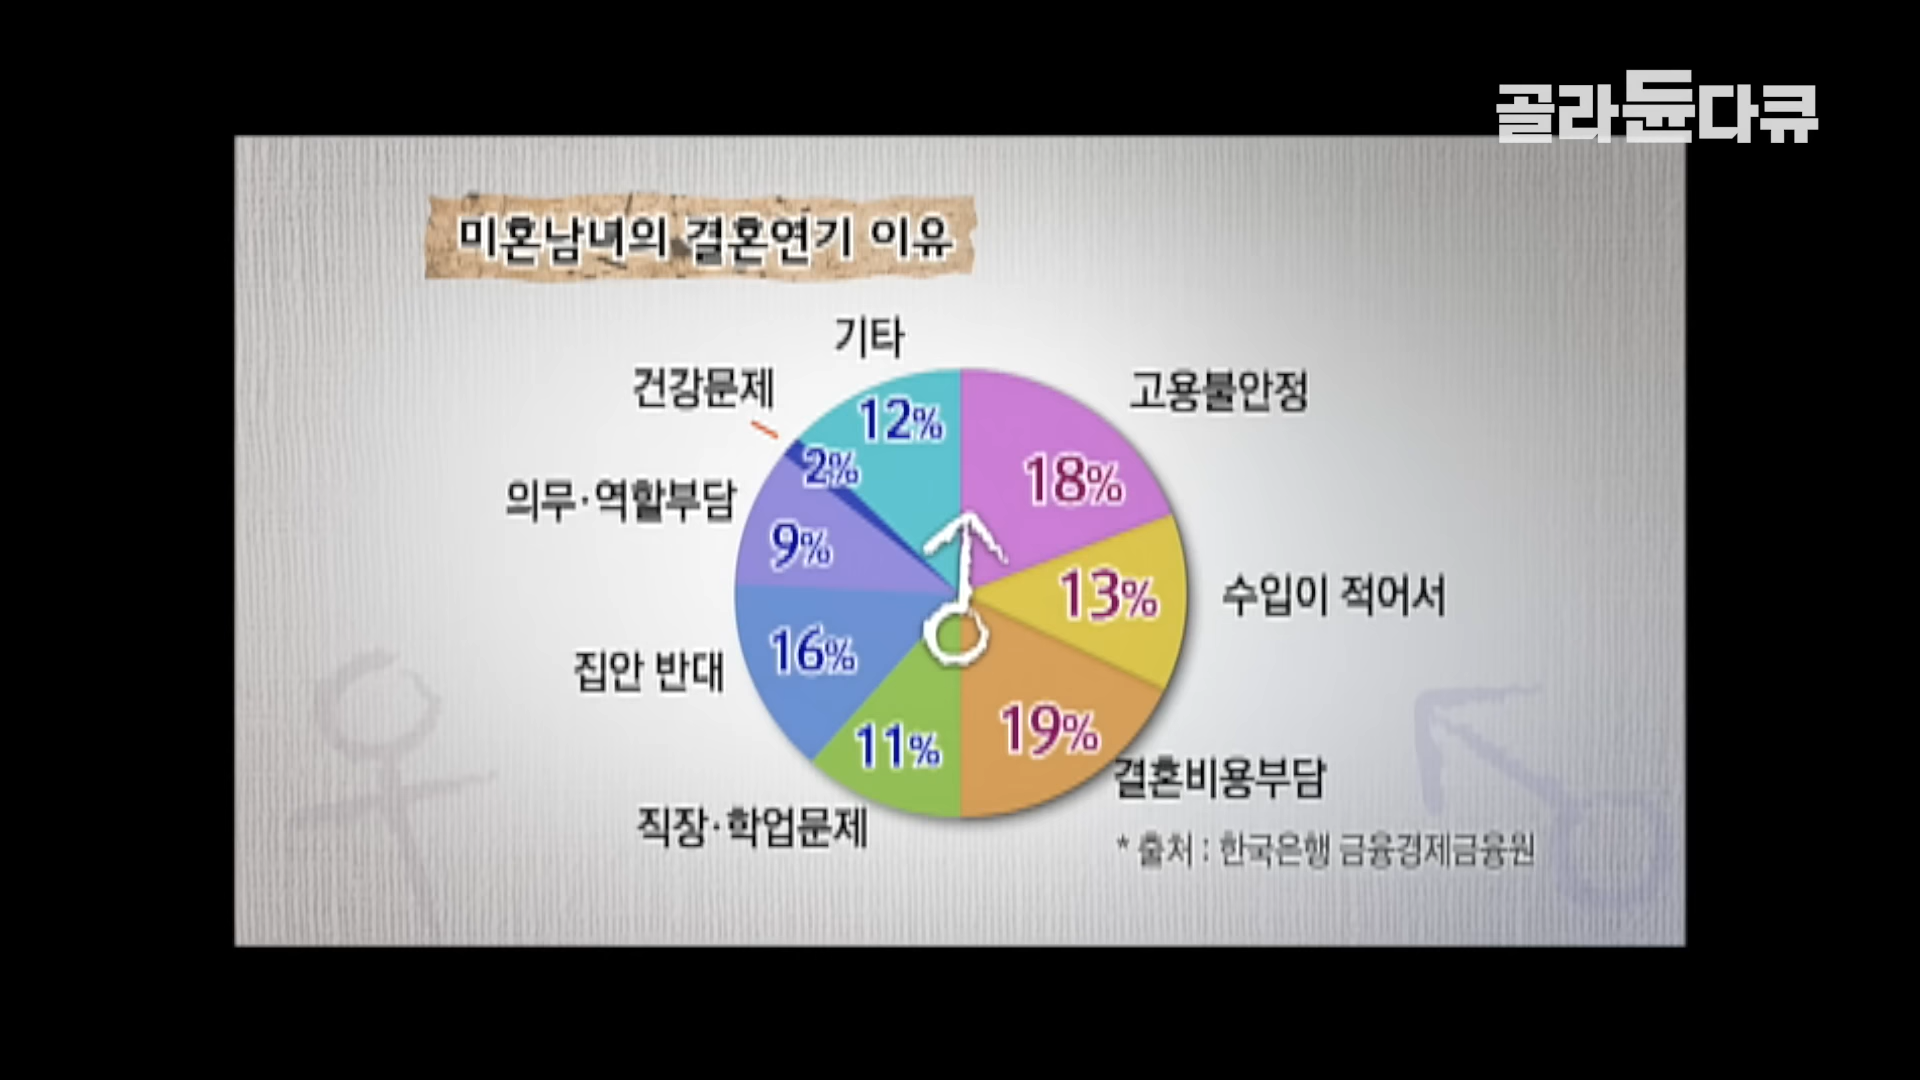 골라둔다큐
미혼남녀의 결혼연기 이유
기타
건강문제
고용불안정
12%
2%
18%
의무·역할부담
9%
13%
수입이 적어서
집안 반대
16%
11%
19%
결혼비용부담
직장·학업문제
* 출처 : 한국은행 금융경제금융원